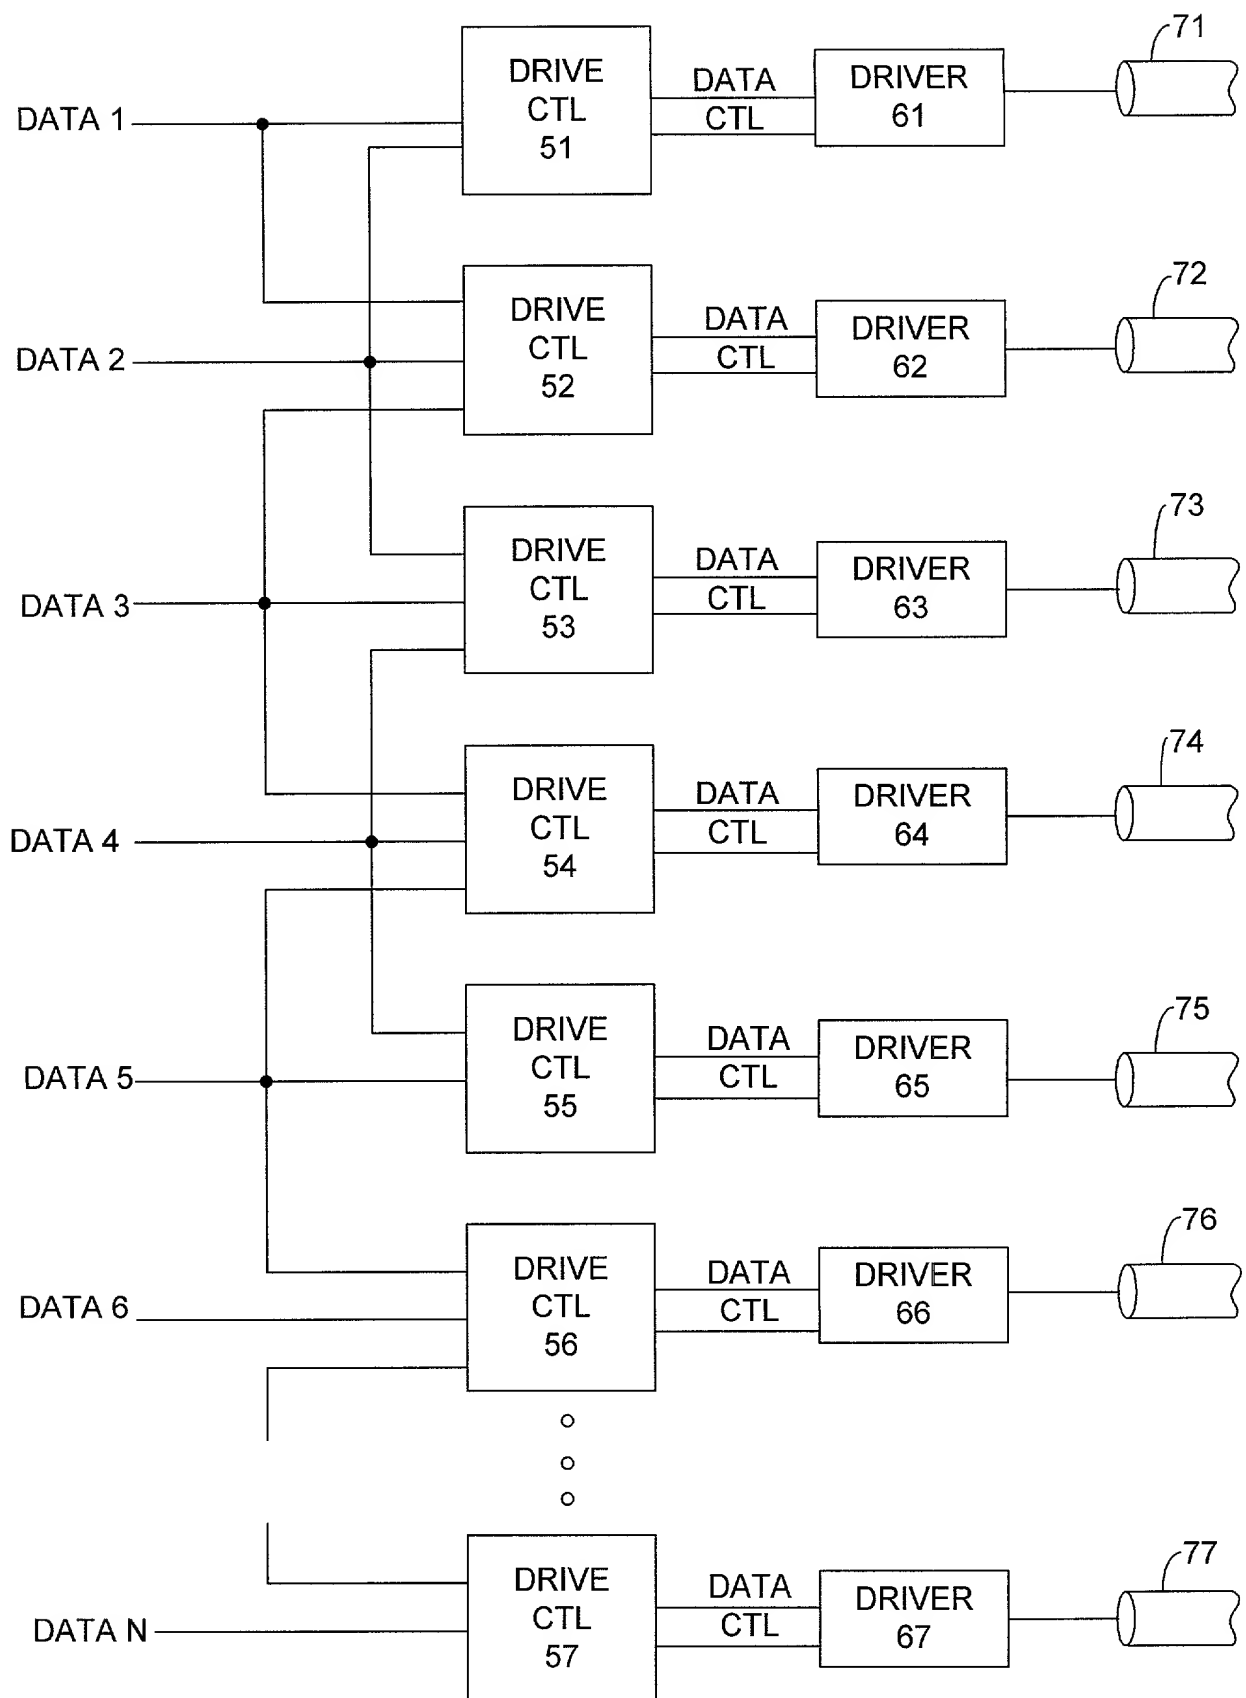 71
DATA 1
DRIVE
CTL
51
DATA
CTL
DRIVER
61
72
DATA 2
DRIVE
CTL
52
DATA
CTL
DRIVER
62
73
DATA 3
DRIVE
CTL
53
DATA
CTL
DRIVER
63
74
DATA 4
DRIVE
CTL
54
DATA
CTL
DRIVER
64
75
DATA 5
DRIVE
CTL
55
DATA
CTL
DRIVER
65
76
DATA 6
DRIVE
CTL
56
DATA
CTL
DRIVER
66
77
DATA N
DRIVE
CTL
57
DATA
CTL
DRIVER
67